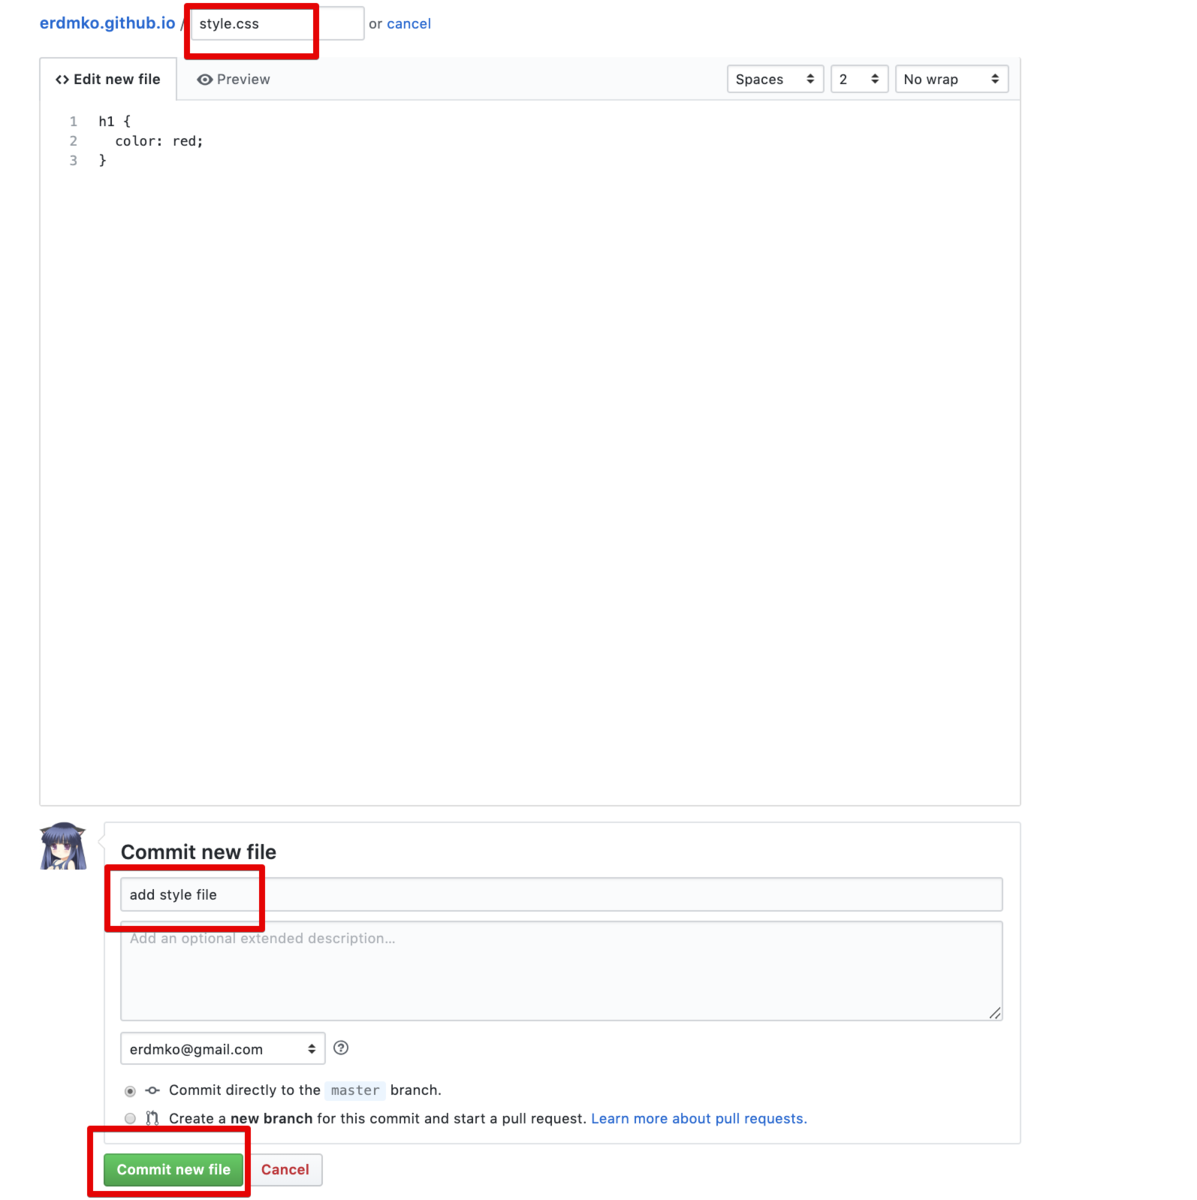 erdmko.github.io / style.css or cancel
<> Edit new file Preview Spaces 2 No wrap
1 h1 {
2 color: red;
3 }
Commit new file
add style file
Add an optional extended description...
erdmko@gmail.com ?
Commit directly to the master branch.
Create a new branch for this commit and start a pull request. Learn more about pull requests.
Commit new file Cancel